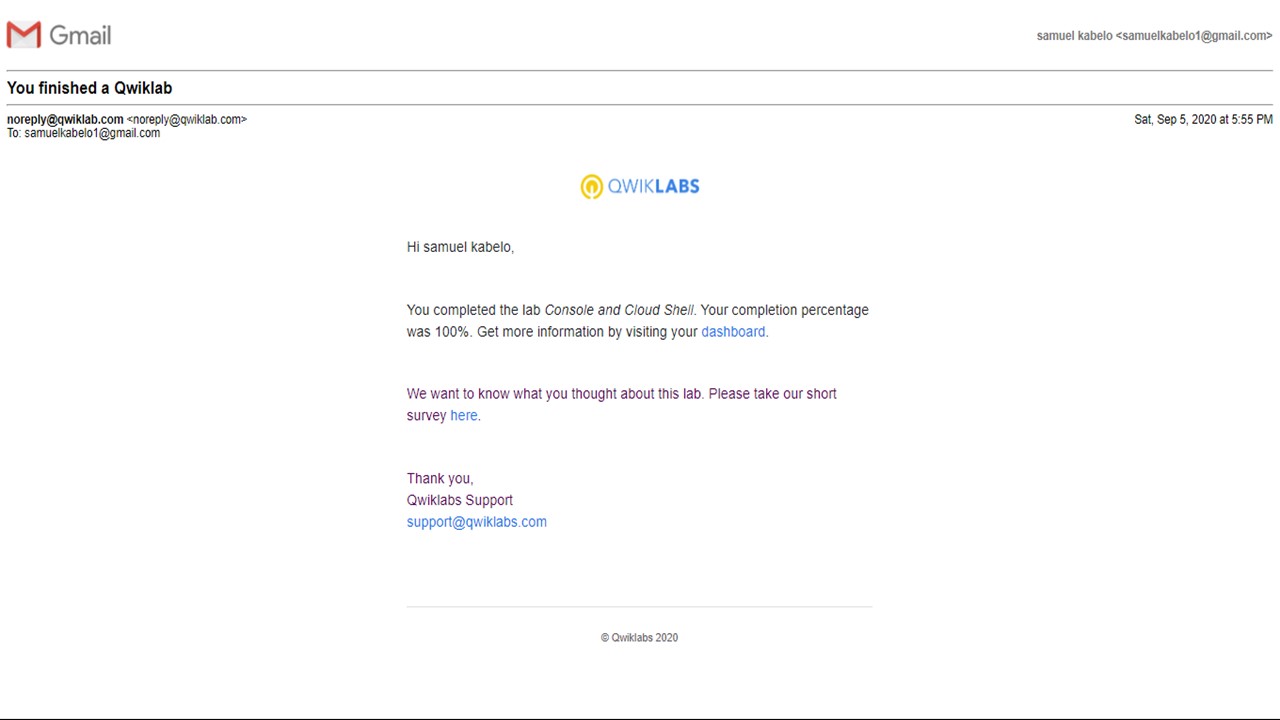 Gmail
samuel kabelo <samuelkabelo1@gmail.com>
You finished a Qwiklab
noreply@qwiklab.com <noreply@qwiklab.com>
Sat, Sep 5, 2020 at 5:55 PM
To: samuelkabelo1@gmail.com
QWIKLABS
Hi samuel kabelo,
You completed the lab Console and Cloud Shell. Your completion percentage
was 100%. Get more information by visiting your dashboard.
We want to know what you thought about this lab. Please take our short
survey here.
Thank you,
Qwiklabs Support
support@qwiklabs.com
© Qwiklabs 2020